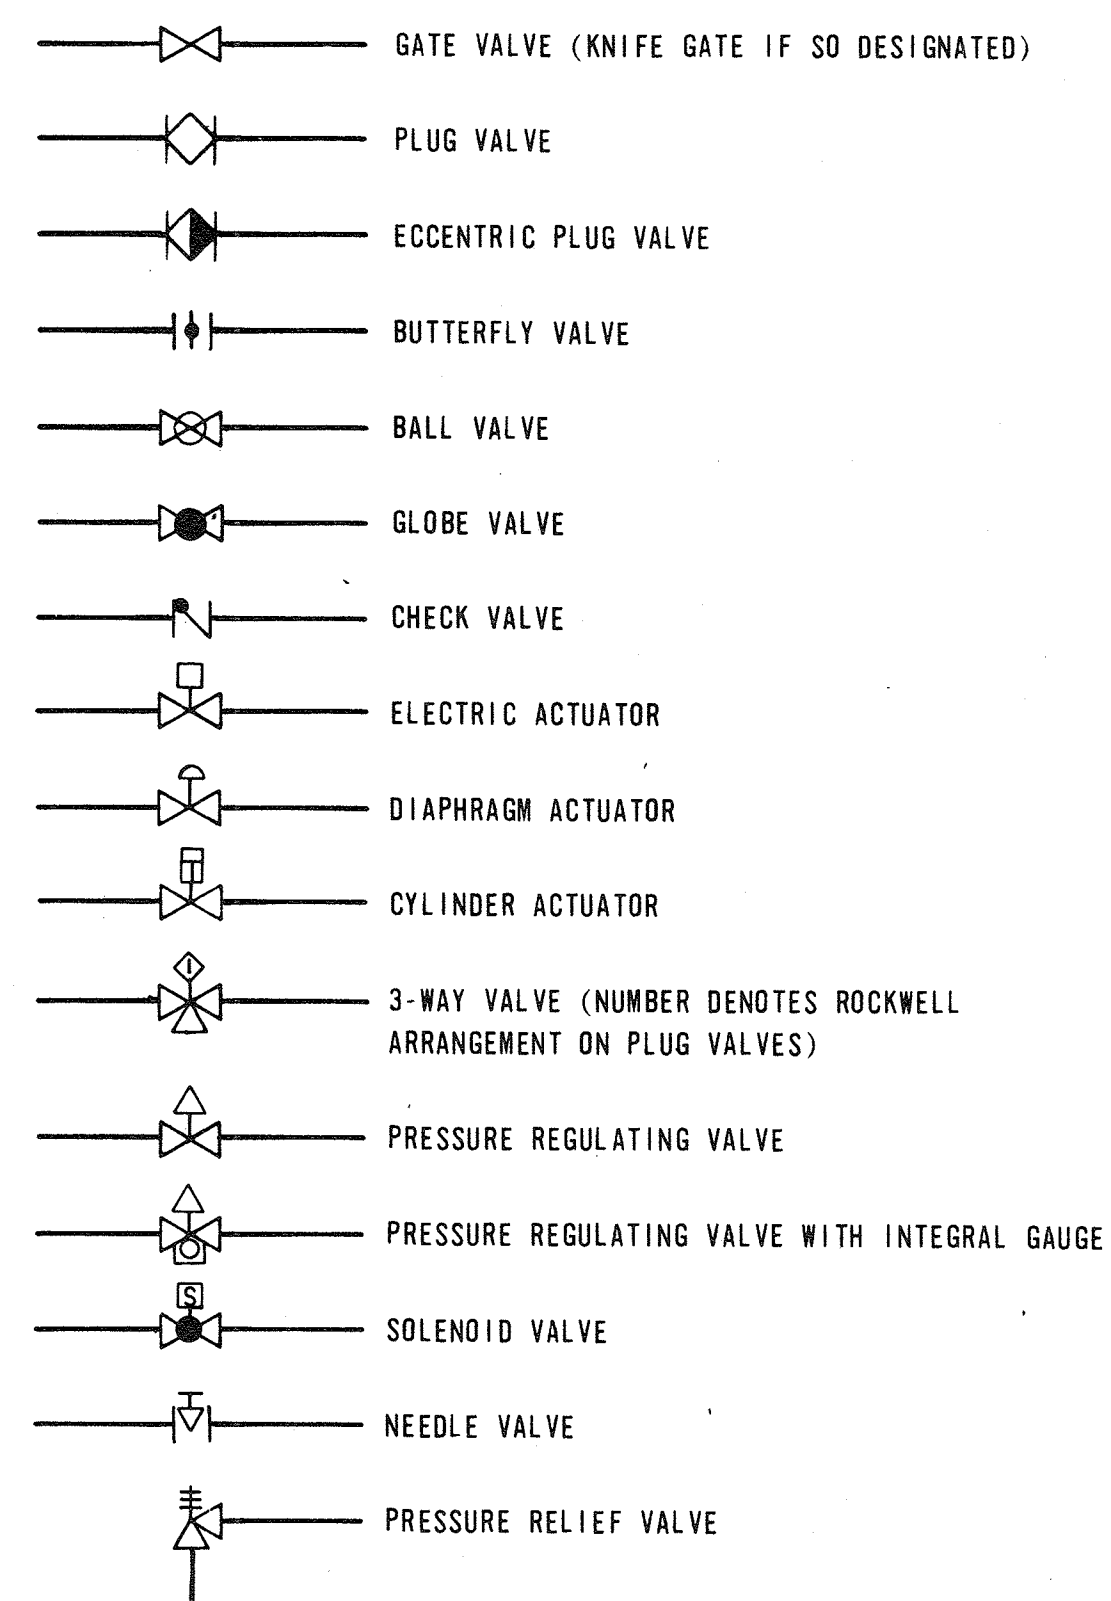 GATE VALVE (KNIFE GATE IF SO DESIGNATED)
PLUG VALVE
ECCENTRIC PLUG VALVE
BUTTERFLY VALVE
BALL VALVE
GLOBE VALVE
CHECK VALVE
ELECTRIC ACTUATOR
DIAPHRAGM ACTUATOR
CYLINDER ACTUATOR
1
3-WAY VALVE (NUMBER DENOTES ROCKWELL
ARRANGEMENT ON PLUG VALVES)
PRESSURE REGULATING VALVE
PRESSURE REGULATING VALVE WITH INTEGRAL GAUGE
S
SOLENOID VALVE
NEEDLE VALVE
PRESSURE RELIEF VALVE